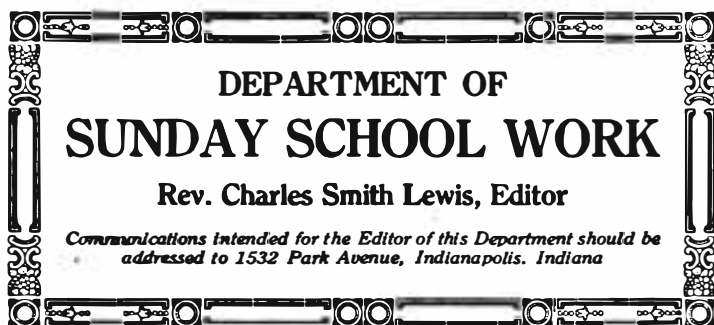 DEPARTMENT OF
SUNDAY SCHOOL WORK
Rev. Charles Smith Lewis, Editor
Communications intended for the Editor of this Department should be
addressed to 1532 Park Avenue, Indianapolis. Indiana